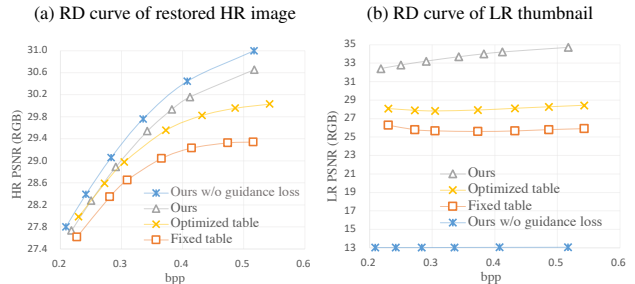 (a) RD curve of restored HR image
31.0
30.6
30.2
29.8
29.4
29.0
28.6
28.2
27.8
27.4
HR PSNR (RGB)
Ours w/o guidance loss
Ours
Optimized table
Fixed table
0.2 0.3 0.4 0.5 0.6
bpp
(b) RD curve of LR thumbnail
35
33
31
29
27
25
23
21
19
17
15
13
LR PSNR (RGB)
Ours
Optimized table
Fixed table
Ours w/o guidance loss
0.2 0.3 0.4 0.5 0.6
bpp